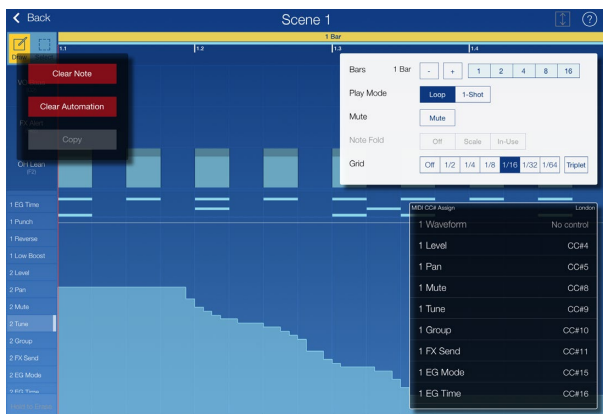 Back
Scene 1
1 Bar
1.1
1.2
1.3
1.4
Clear Note
Clear Automation
Copy
Bars 1 Bar - + 1 2 4 8 16
Play Mode Loop 1-Shot
Mute Mute
Note Fold Off Scale In-Use
Grid Off 1/2 1/4 1/8 1/16 1/32 1/64 Triplet
1 EG Time
1 Punch
1 Reverse
1 Low Boost
2 Level
2 Pan
2 Mute
2 Tune
2 Group
2 FX Send
2 EG Mode
2 EG Time
MIDI CC# Assign London
1 Waveform No control
1 Level CC#4
1 Pan CC#5
1 Mute CC#8
1 Tune CC#9
1 Group CC#10
1 FX Send CC#11
1 EG Mode CC#15
1 EG Time CC#16